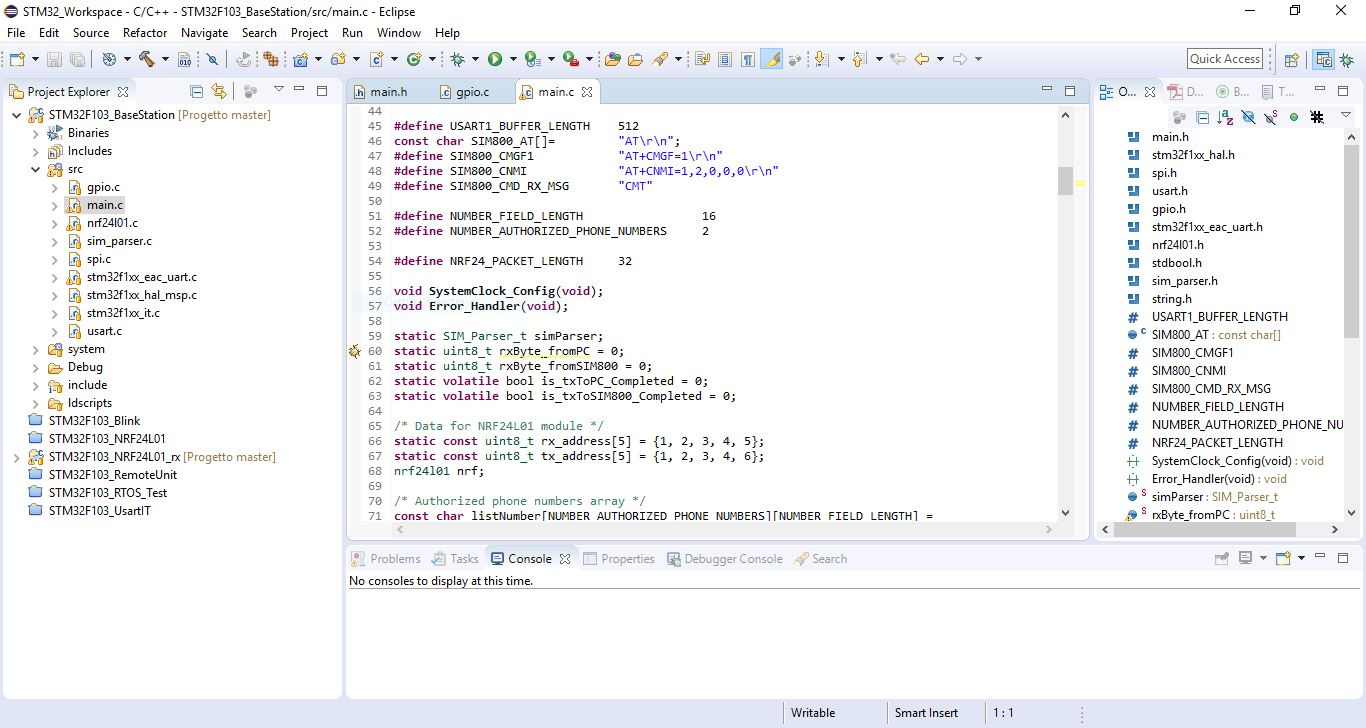 STM32_Workspace - C/C++ - STM32F103_BaseStation/src/main.c - Eclipse
File Edit Source Refactor Navigate Search Project Run Window Help
Quick Access
Project Explorer
STM32F103_BaseStation [Progetto master]
Binaries
Includes
src
gpio.c
main.c
nrf24l01.c
sim_parser.c
spi.c
stm32f1xx_eac_uart.c
stm32f1xx_hal_msp.c
stm32f1xx_it.c
usart.c
system
Debug
include
ldscripts
STM32F103_Blink
STM32F103_NRF24L01
STM32F103_NRF24L01_rx [Progetto master]
STM32F103_RemoteUnit
STM32F103_RTOS_Test
STM32F103_UsartIT
main.h gpio.c main.c
44
45 #define USART1_BUFFER_LENGTH 512
46 const char SIM800_AT[]= "AT\r\n";
47 #define SIM800_CMGF1 "AT+CMGF=1\r\n"
48 #define SIM800_CNMI "AT+CNMI=1,2,0,0,0\r\n"
49 #define SIM800_CMD_RX_MSG "CMT"
50
51 #define NUMBER_FIELD_LENGTH 16
52 #define NUMBER_AUTHORIZED_PHONE_NUMBERS 2
53
54 #define NRF24_PACKET_LENGTH 32
55
56 void SystemClock_Config(void);
57 void Error_Handler(void);
58
59 static SIM_Parser_t simParser;
60 static uint8_t rxByte_fromPC = 0;
61 static uint8_t rxByte_fromSIM800 = 0;
62 static volatile bool is_txToPC_Completed = 0;
63 static volatile bool is_txToSIM800_Completed = 0;
64
65 /* Data for NRF24L01 module */
66 static const uint8_t rx_address[5] = {1, 2, 3, 4, 5};
67 static const uint8_t tx_address[5] = {1, 2, 3, 4, 6};
68 nrf24l01 nrf;
69
70 /* Authorized phone numbers array */
71 const char listNumber[NUMBER_AUTHORIZED_PHONE_NUMBERS][NUMBER_FIELD_LENGTH] =
O... D... B... T...
main.h
stm32f1xx_hal.h
spi.h
usart.h
gpio.h
stm32f1xx_eac_uart.h
nrf24l01.h
stdbool.h
sim_parser.h
string.h
# USART1_BUFFER_LENGTH
SIM800_AT : const char[]
# SIM800_CMGF1
# SIM800_CNMI
# SIM800_CMD_RX_MSG
# NUMBER_FIELD_LENGTH
# NUMBER_AUTHORIZED_PHONE_NU
# NRF24_PACKET_LENGTH
SystemClock_Config(void) : void
Error_Handler(void) : void
simParser : SIM_Parser_t
rxByte_fromPC : uint8_t
Problems Tasks Console Properties Debugger Console Search
No consoles to display at this time.
Writable Smart Insert 1 : 1